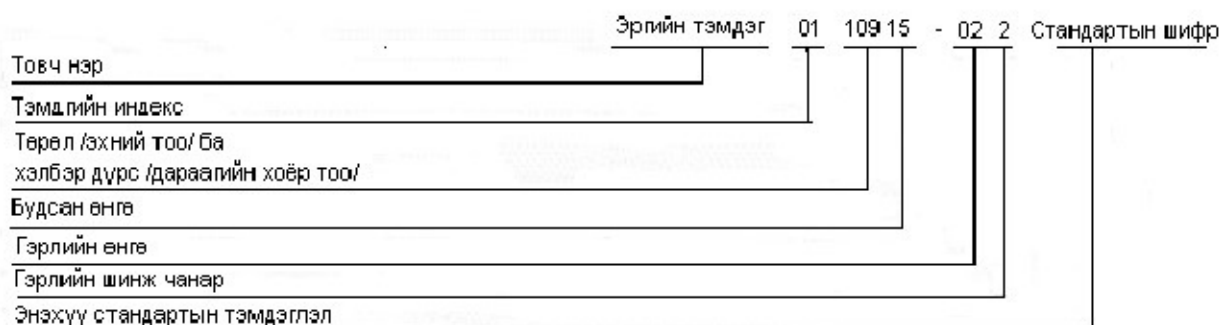 Эргийн тэмдэг 01 109 15 - 02 2 Стандартын шифр
Товч нэр
Тэмдгийн индекс
Төрөл /эхний тоо/ ба
хэлбэр дүрс /дараагийн хоёр тоо/
Будсан өнгө
Гэрлийн өнгө
Гэрлийн шинж чанар
Энэхүү стандартын тэмдэглэл